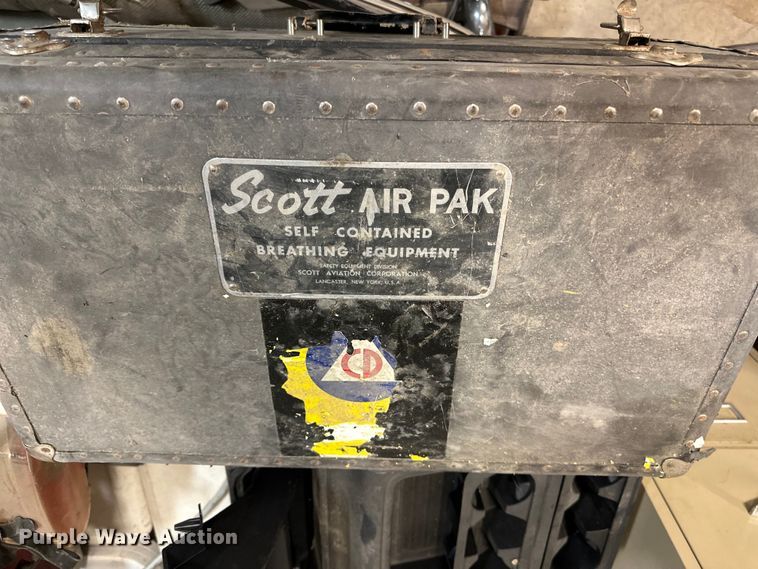 Scott AIR PAK
SELF CONTAINED
BREATHING EQUIPMENT
SAFETY EQUIPMENT DIVISION
SCOTT AVIATION CORPORATION
LANCASTER, NEW YORK, U.S.A.
CD
Purple Wave Auction